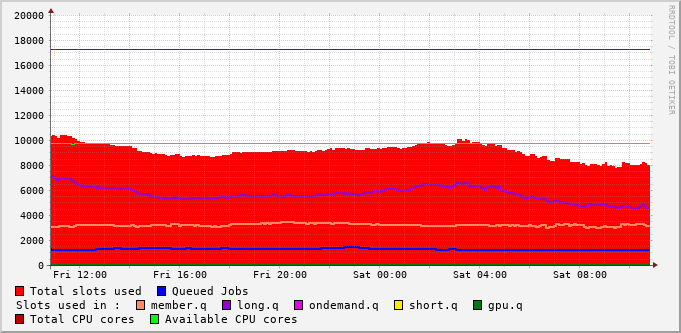 20000
18000
16000
14000
12000
10000
8000
6000
4000
2000
0
Fri 12:00 Fri 16:00 Fri 20:00 Sat 00:00 Sat 04:00 Sat 08:00
Total slots used Queued Jobs
Slots used in : member.q long.q ondemand.q short.q gpu.q
Total CPU cores Available CPU cores
RRDTOOL / TOBI OETIKER